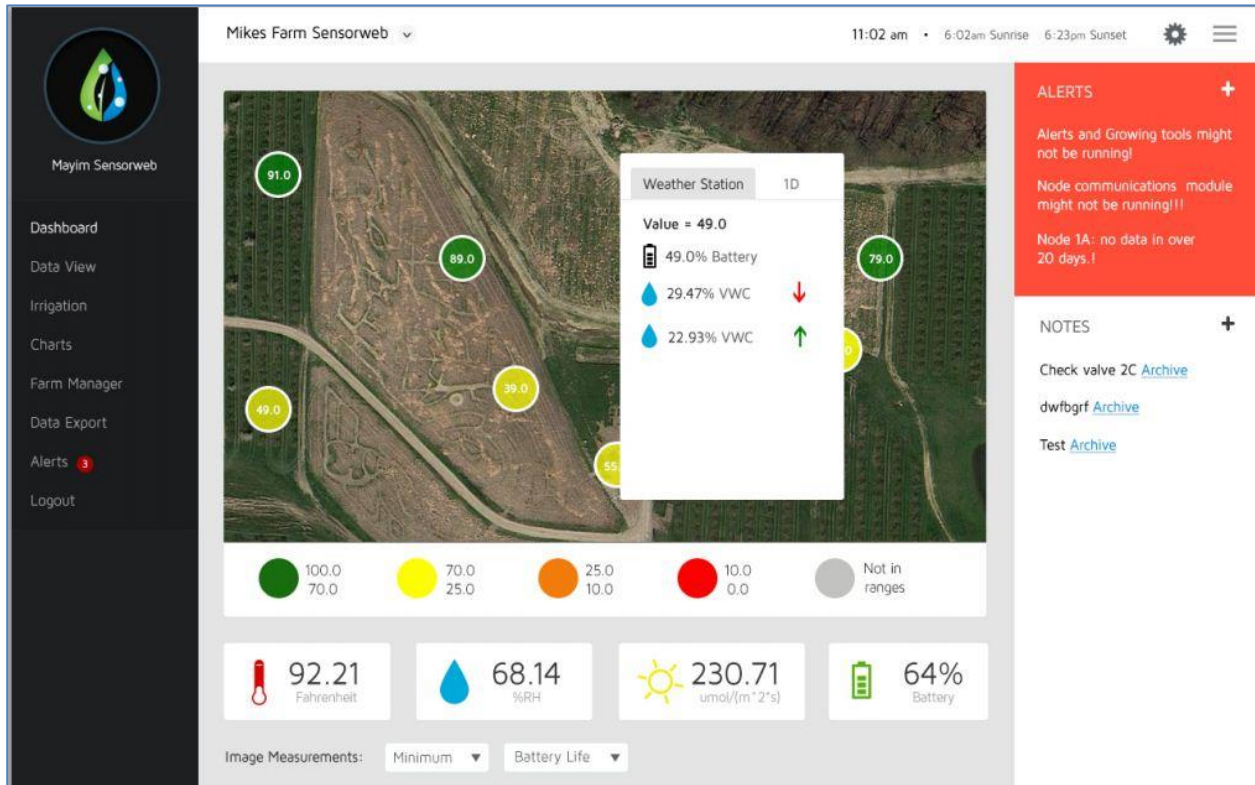 Mikes Farm Sensorweb
11:02 am • 6:02am Sunrise 6:23pm Sunset
Mayim Sensorweb
Dashboard
Data View
Irrigation
Charts
Farm Manager
Data Export
Alerts 3
Logout
91.0
89.0
79.0
49.0
39.0
55.
0
Weather Station 1D
Value = 49.0
49.0% Battery
29.47% VWC
22.93% VWC
100.0
70.0
70.0
25.0
25.0
10.0
10.0
0.0
Not in
ranges
92.21
Fahrenheit
68.14
%RH
230.71
umol/(m^2*s)
64%
Battery
Image Measurements: Minimum Battery Life
ALERTS +
Alerts and Growing tools might
not be running!
Node communications module
might not be running!!!
Node 1A: no data in over
20 days.!
NOTES +
Check valve 2C Archive
dwfbgrf Archive
Test Archive